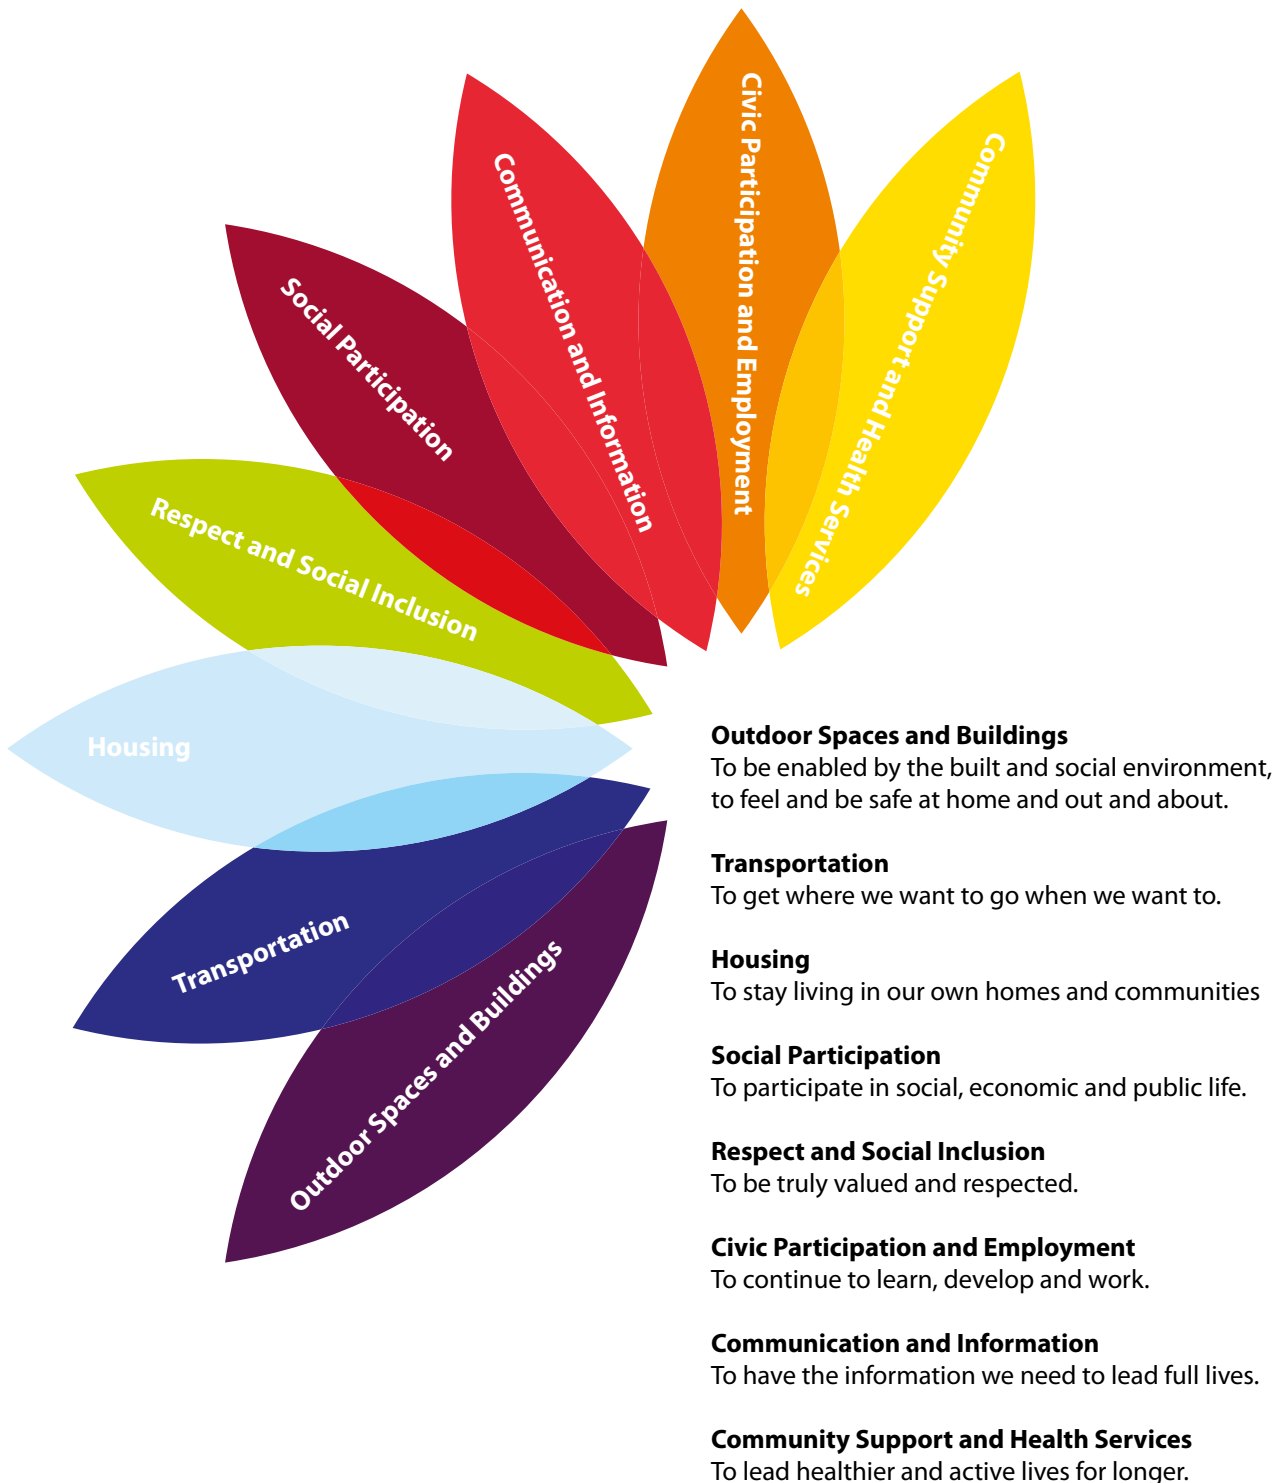 Civic Participation and Employment
Community Support and Health Services
Communication and Information
Social Participation
Respect and Social Inclusion
Housing
Transportation
Outdoor Spaces and Buildings
Outdoor Spaces and Buildings
To be enabled by the built and social environment,
to feel and be safe at home and out and about.
Transportation
To get where we want to go when we want to.
Housing
To stay living in our own homes and communities
Social Participation
To participate in social, economic and public life.
Respect and Social Inclusion
To be truly valued and respected.
Civic Participation and Employment
To continue to learn, develop and work.
Communication and Information
To have the information we need to lead full lives.
Community Support and Health Services
To lead healthier and active lives for longer.